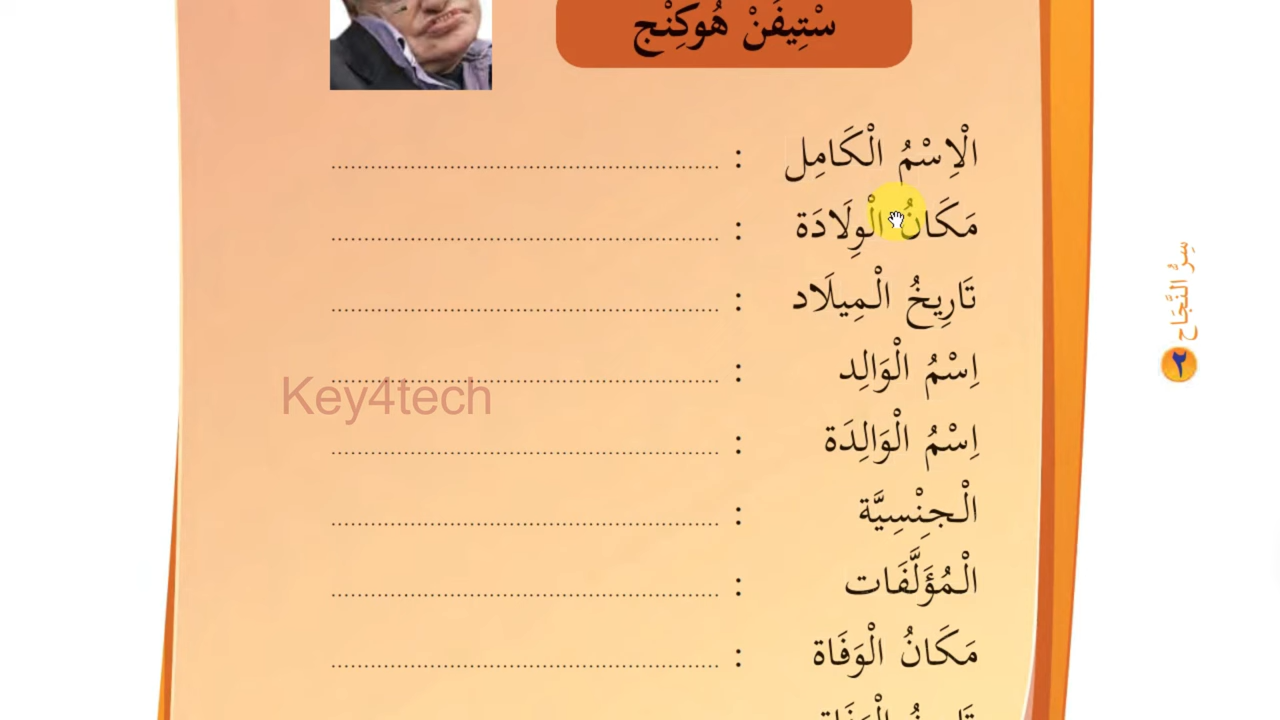 سْتِيفَنْ هُوكِنْج
الْاِسْمُ الْكَامِل : ........................
مَكَانُ الْوِلَادَة : ........................
تَارِيخُ الْمِيلَاد : ........................
اِسْمُ الْوَالِد : ........................
Key4tech
اِسْمُ الْوَالِدَة : ........................
الْجِنْسِيَّة : ........................
الْمُؤَلَّفَات : ........................
مَكَانُ الْوَفَاة : ........................
سِرُّ النَّجَاح
٢